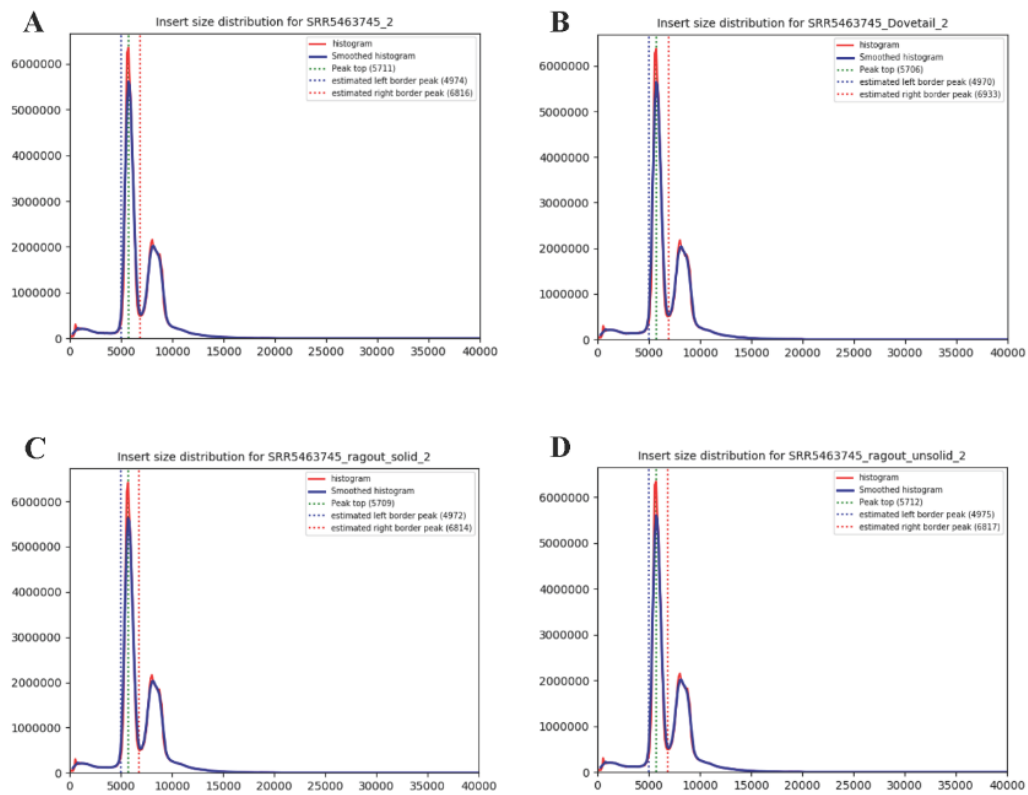 A
Insert size distribution for SRR5463745_2
histogram
Smoothed histogram
Peak top (5711)
estimated left border peak (4974)
estimated right border peak (6816)
6000000
5000000
4000000
3000000
2000000
1000000
0
0 5000 10000 15000 20000 25000 30000 35000 40000
B
Insert size distribution for SRR5463745_Dovetail_2
histogram
Smoothed histogram
Peak top (5706)
estimated left border peak (4970)
estimated right border peak (6933)
6000000
5000000
4000000
3000000
2000000
1000000
0
0 5000 10000 15000 20000 25000 30000 35000 40000
C
Insert size distribution for SRR5463745_ragout_solid_2
histogram
Smoothed histogram
Peak top (5709)
estimated left border peak (4972)
estimated right border peak (6814)
6000000
5000000
4000000
3000000
2000000
1000000
0
0 5000 10000 15000 20000 25000 30000 35000 40000
D
Insert size distribution for SRR5463745_ragout_unsolid_2
histogram
Smoothed histogram
Peak top (5712)
estimated left border peak (4975)
estimated right border peak (6817)
6000000
5000000
4000000
3000000
2000000
1000000
0
0 5000 10000 15000 20000 25000 30000 35000 40000